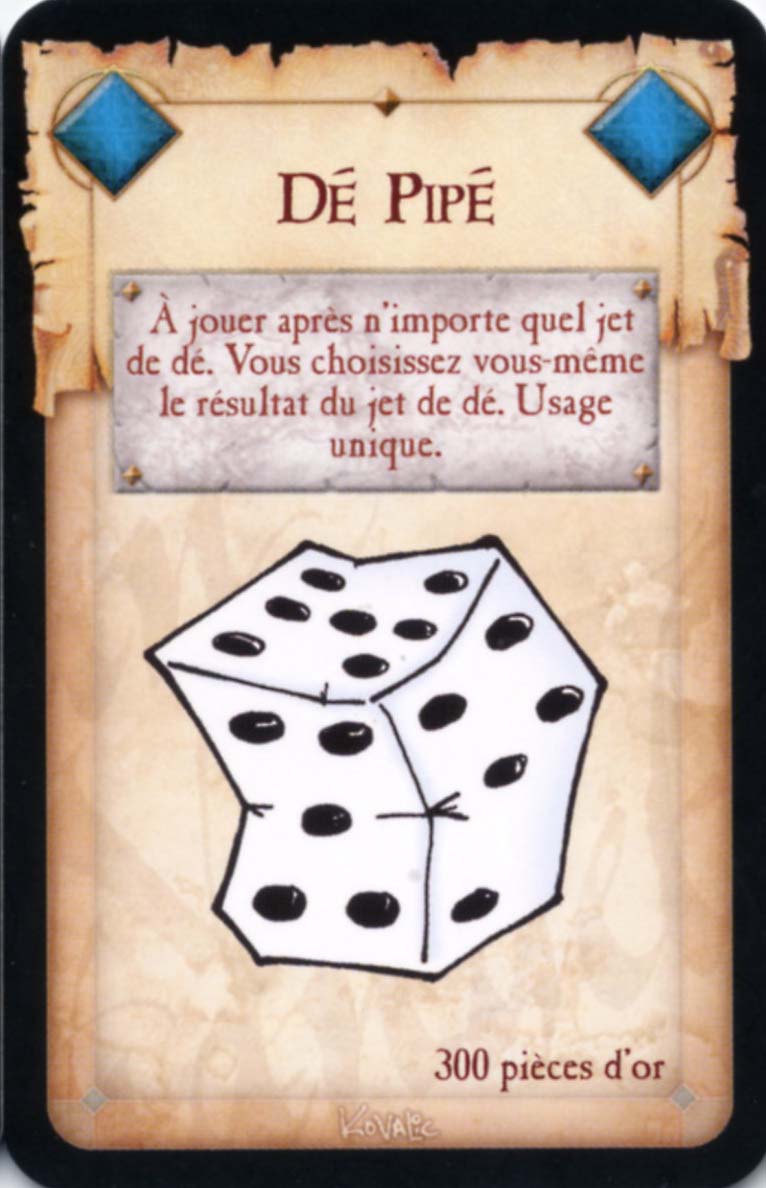 Dé Pipé
À jouer après n'importe quel jet
de dé. Vous choisissez vous-même
le résultat du jet de dé. Usage
unique.
300 pièces d'or
Kovalic